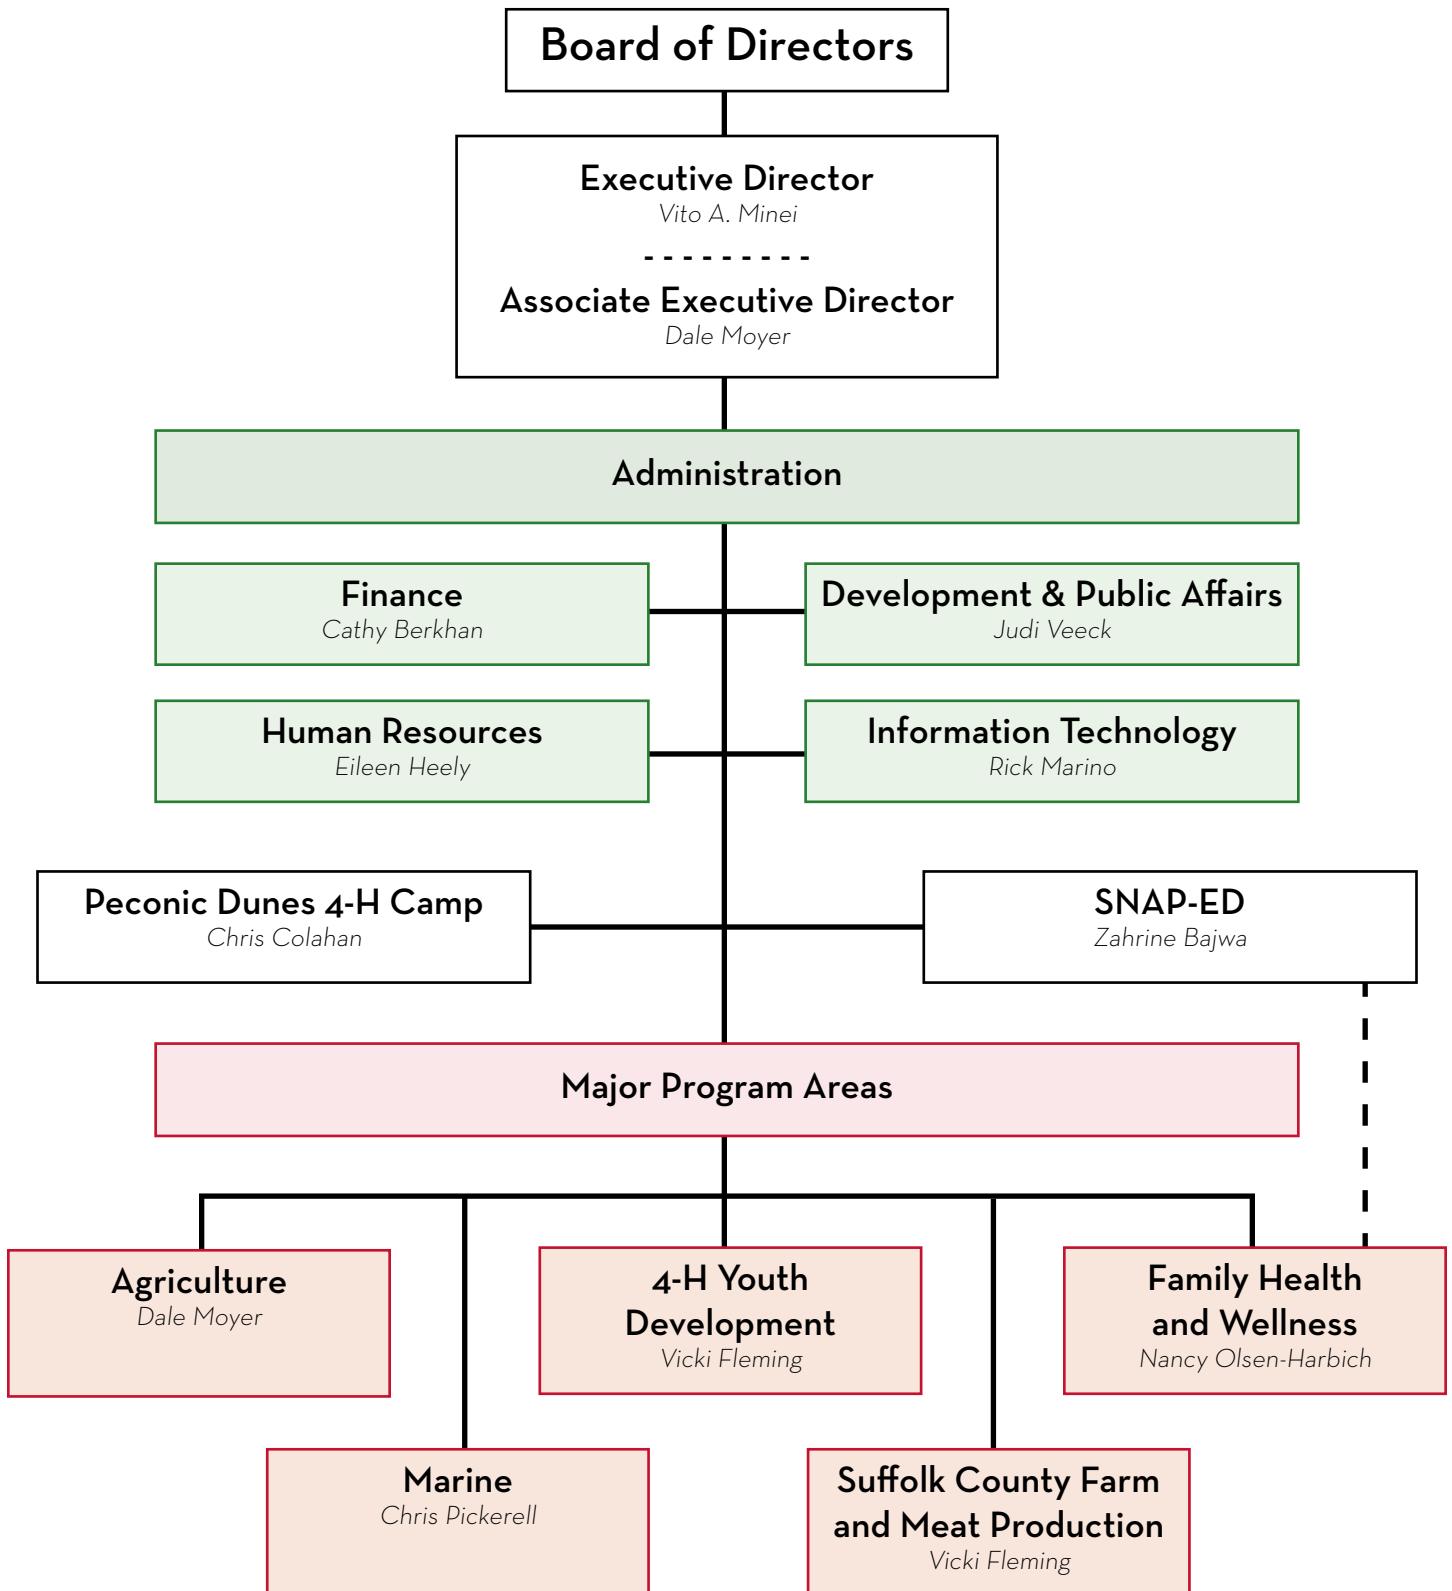 Board of Directors
Executive Director
Vito A. Minei
Associate Executive Director
Dale Moyer
Administration
Finance
Cathy Berkhan
Development & Public Affairs
Judi Veeck
Human Resources
Eileen Heely
Information Technology
Rick Marino
Peconic Dunes 4-H Camp
Chris Colahan
SNAP-ED
Zahrine Bajwa
Major Program Areas
Agriculture
Dale Moyer
4-H Youth
Development
Vicki Fleming
Family Health
and Wellness
Nancy Olsen-Harbich
Marine
Chris Pickerell
Suffolk County Farm
and Meat Production
Vicki Fleming